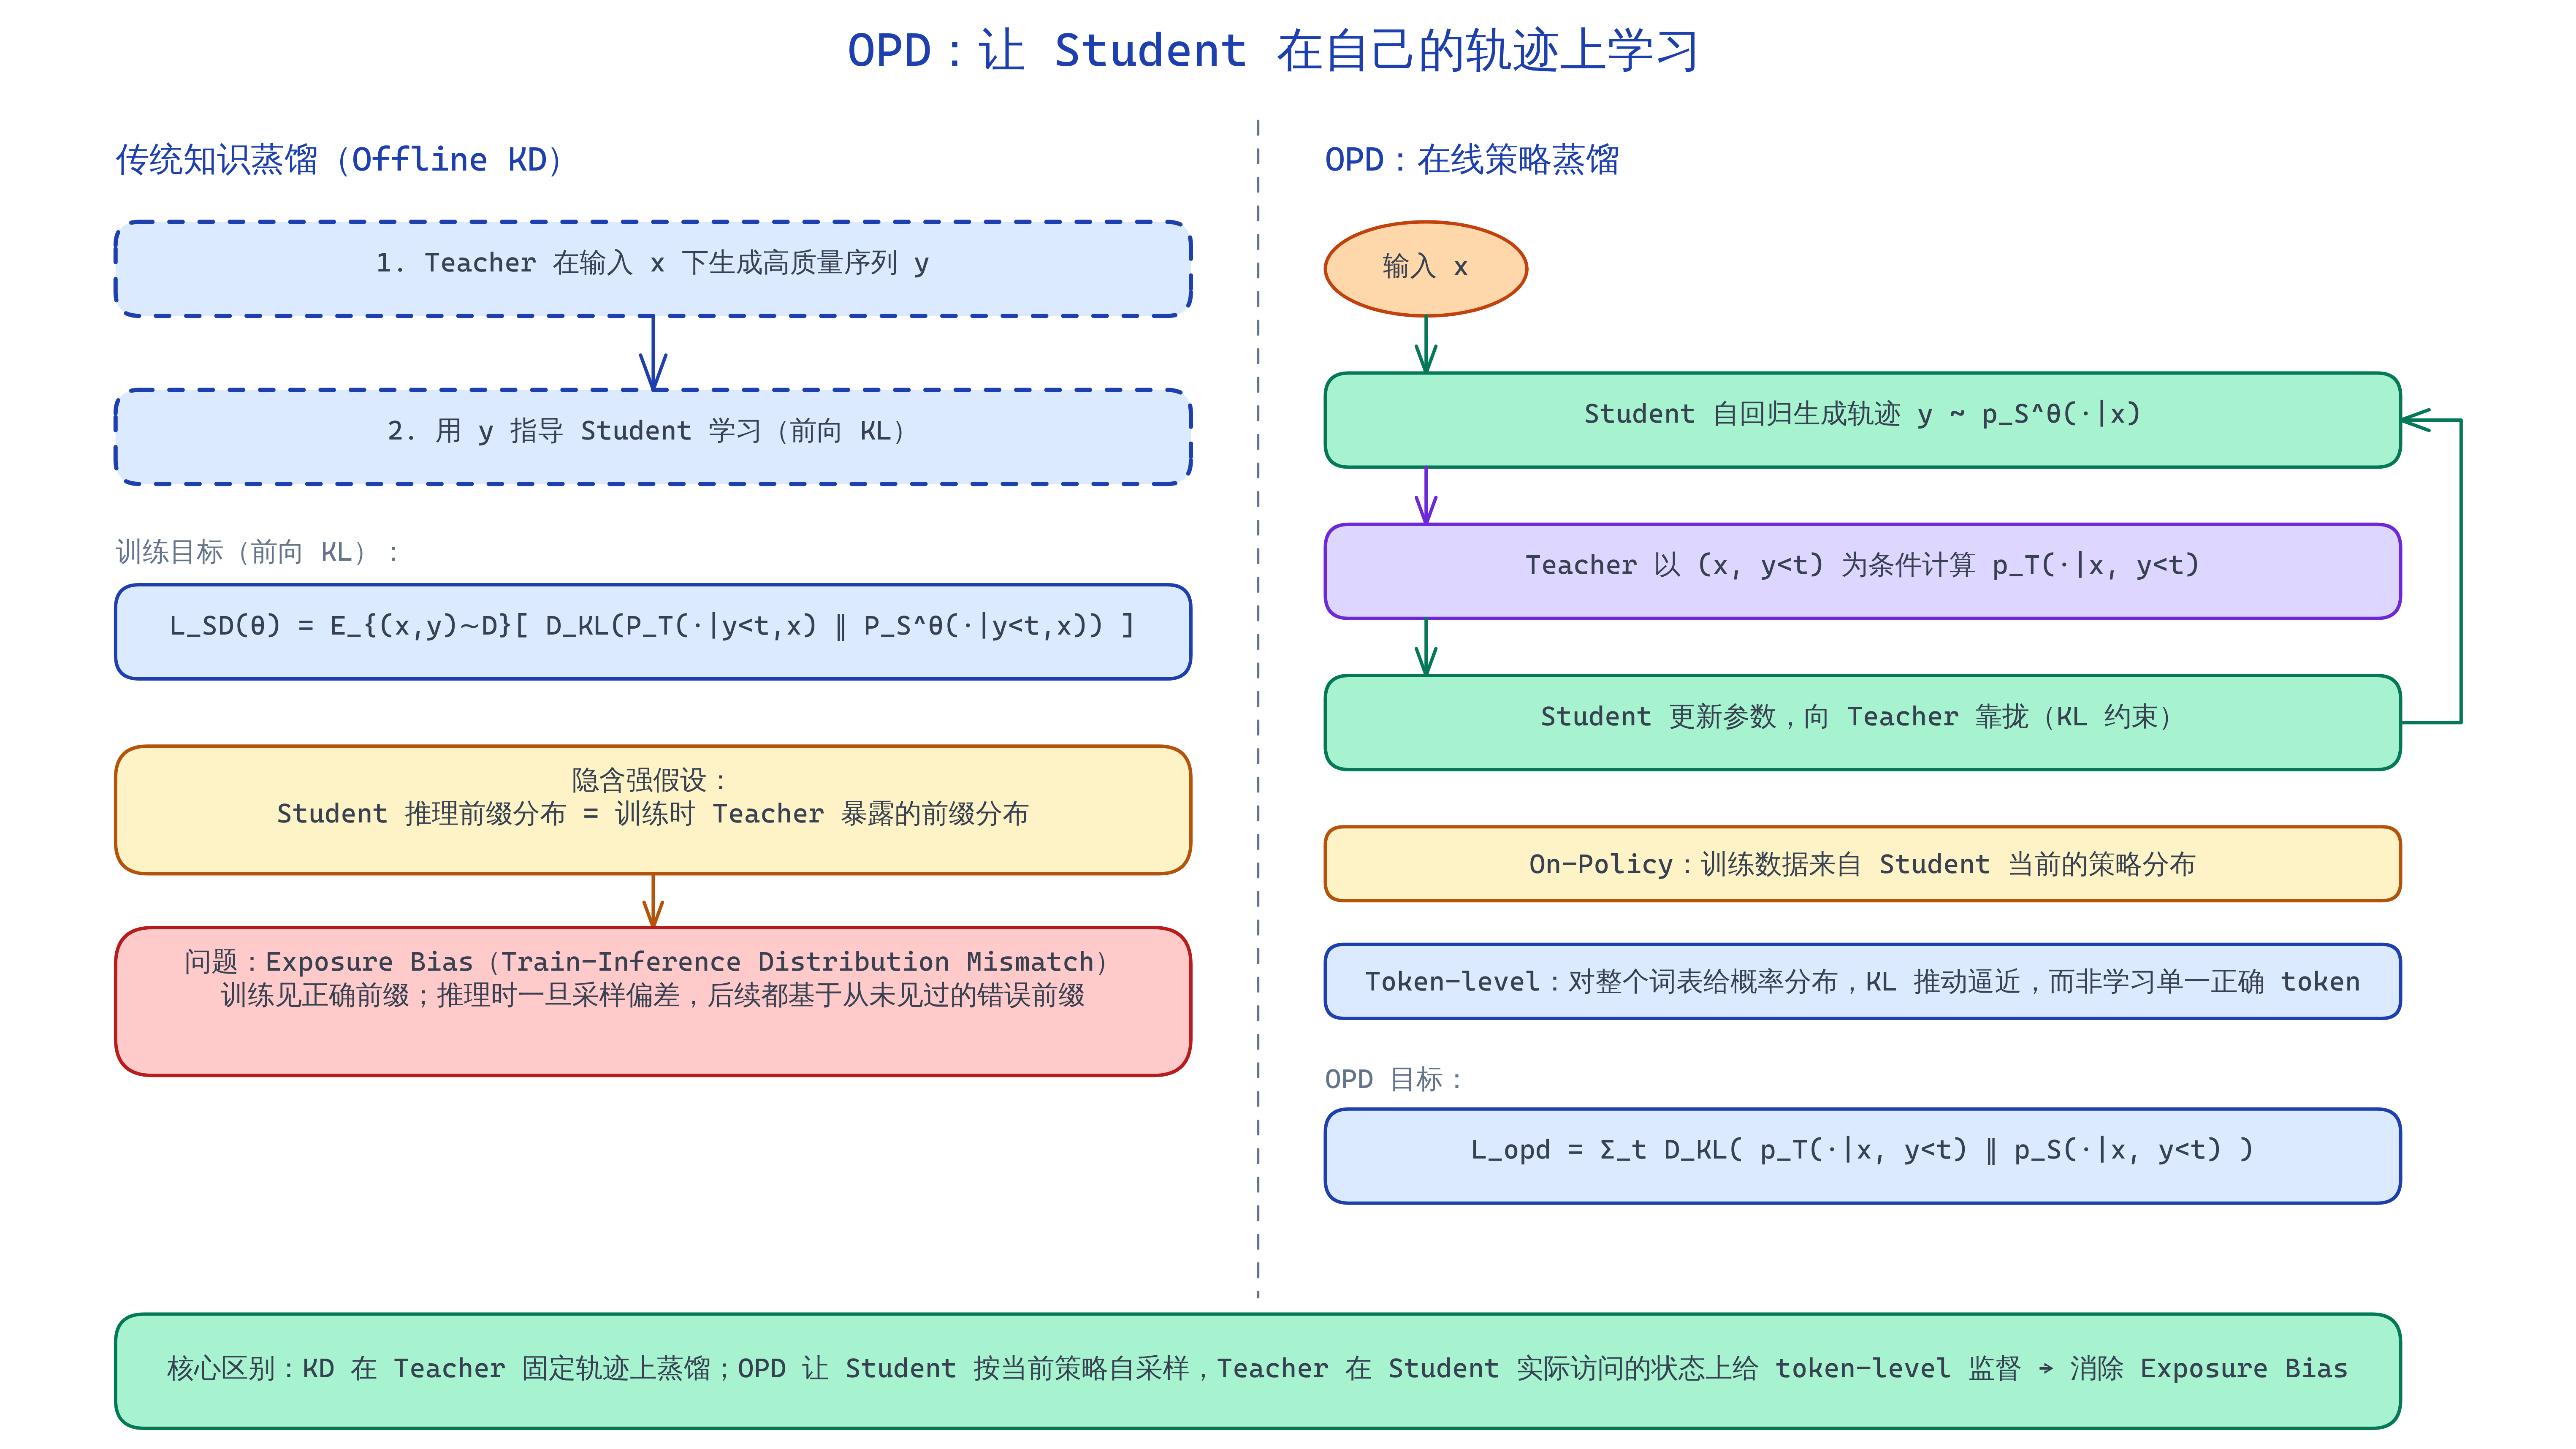 OPD：让 Student 在自己的轨迹上学习
传统知识蒸馏（Offline KD）
1. Teacher 在输入 x 下生成高质量序列 y
2. 用 y 指导 Student 学习（前向 KL）
训练目标（前向 KL）：
L_SD(θ) = E_{(x,y)~D}[ D_KL(P_T(·|y<t,x) ‖ P_S^θ(·|y<t,x)) ]
隐含强假设：
Student 推理前缀分布 = 训练时 Teacher 暴露的前缀分布
问题：Exposure Bias（Train-Inference Distribution Mismatch）
训练见正确前缀；推理时一旦采样偏差，后续都基于从未见过的错误前缀
OPD：在线策略蒸馏
输入 x
Student 自回归生成轨迹 y ~ p_S^θ(·|x)
Teacher 以 (x, y<t) 为条件计算 p_T(·|x, y<t)
Student 更新参数，向 Teacher 靠拢（KL 约束）
On-Policy：训练数据来自 Student 当前的策略分布
Token-level：对整个词表给概率分布，KL 推动逼近，而非学习单一正确 token
OPD 目标：
L_opd = Σ_t D_KL( p_T(·|x, y<t) ‖ p_S(·|x, y<t) )
核心区别：KD 在 Teacher 固定轨迹上蒸馏；OPD 让 Student 按当前策略自采样，Teacher 在 Student 实际访问的状态上给 token-level 监督 → 消除 Exposure Bias